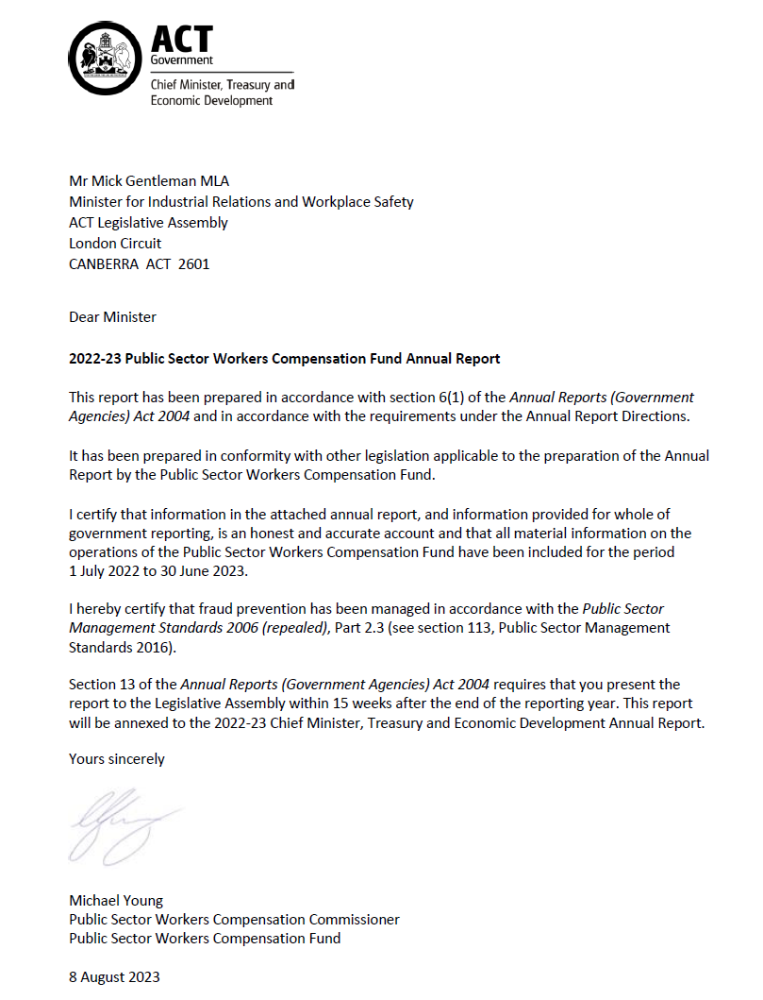 ACT
Government
Chief Minister, Treasury and
Economic Development
Mr Mick Gentleman MLA
Minister for Industrial Relations and Workplace Safety
ACT Legislative Assembly
London Circuit
CANBERRA  ACT  2601
Dear Minister
2022-23 Public Sector Workers Compensation Fund Annual Report
This report has been prepared in accordance with section 6(1) of the Annual Reports (Government
Agencies) Act 2004 and in accordance with the requirements under the Annual Report Directions.
It has been prepared in conformity with other legislation applicable to the preparation of the Annual
Report by the Public Sector Workers Compensation Fund.
I certify that information in the attached annual report, and information provided for whole of
government reporting, is an honest and accurate account and that all material information on the
operations of the Public Sector Workers Compensation Fund have been included for the period
1 July 2022 to 30 June 2023.
I hereby certify that fraud prevention has been managed in accordance with the Public Sector
Management Standards 2006 (repealed), Part 2.3 (see section 113, Public Sector Management
Standards 2016).
Section 13 of the Annual Reports (Government Agencies) Act 2004 requires that you present the
report to the Legislative Assembly within 15 weeks after the end of the reporting year. This report
will be annexed to the 2022-23 Chief Minister, Treasury and Economic Development Annual Report.
Yours sincerely
Michael Young
Public Sector Workers Compensation Commissioner
Public Sector Workers Compensation Fund
8 August 2023